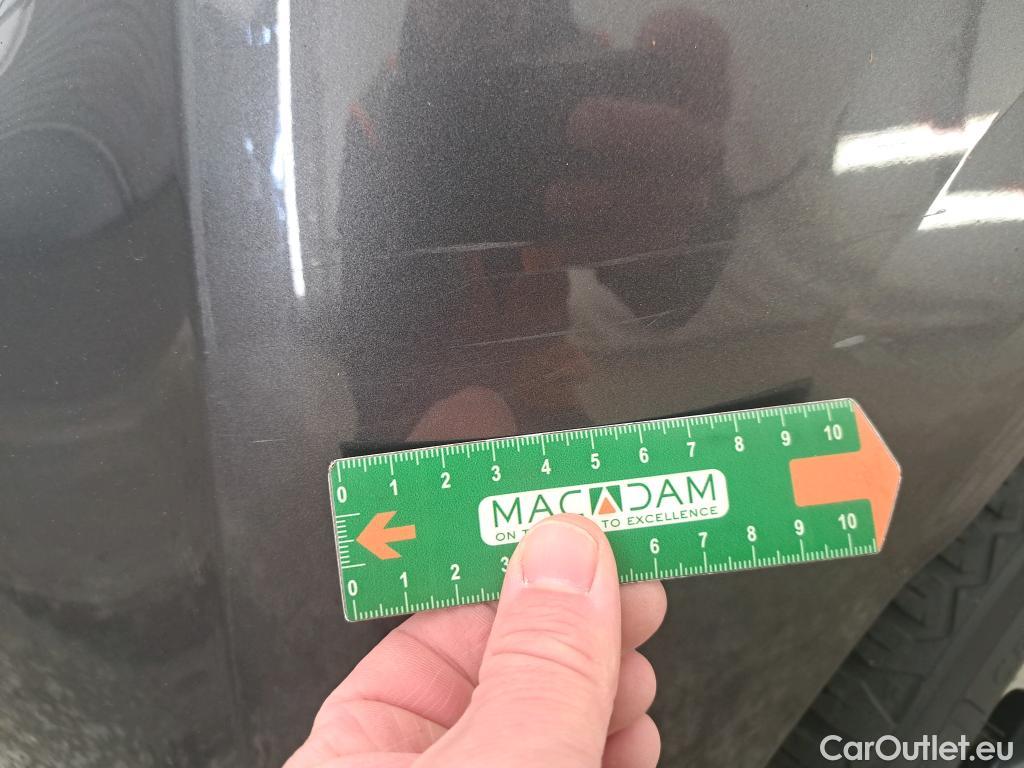 0 1 2 3 4 5 6 7 8 9 10
MACADAM
ON T TO EXCELLENCE
0 1 2 3 6 7 8 9 10
CarOutlet.eu